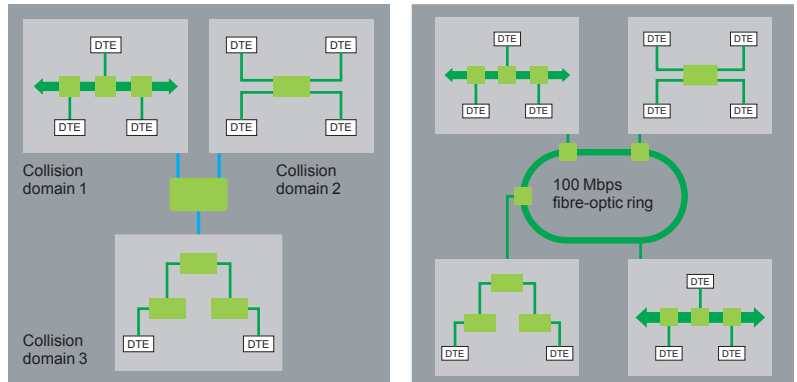 DTE
DTE
DTE
DTE
DTE
DTE
DTE
Collision
domain 1
Collision
domain 2
DTE
DTE
Collision
domain 3
DTE
DTE
DTE
DTE
DTE
DTE
DTE
100 Mbps
fibre-optic ring
DTE
DTE
DTE
DTE
DTE